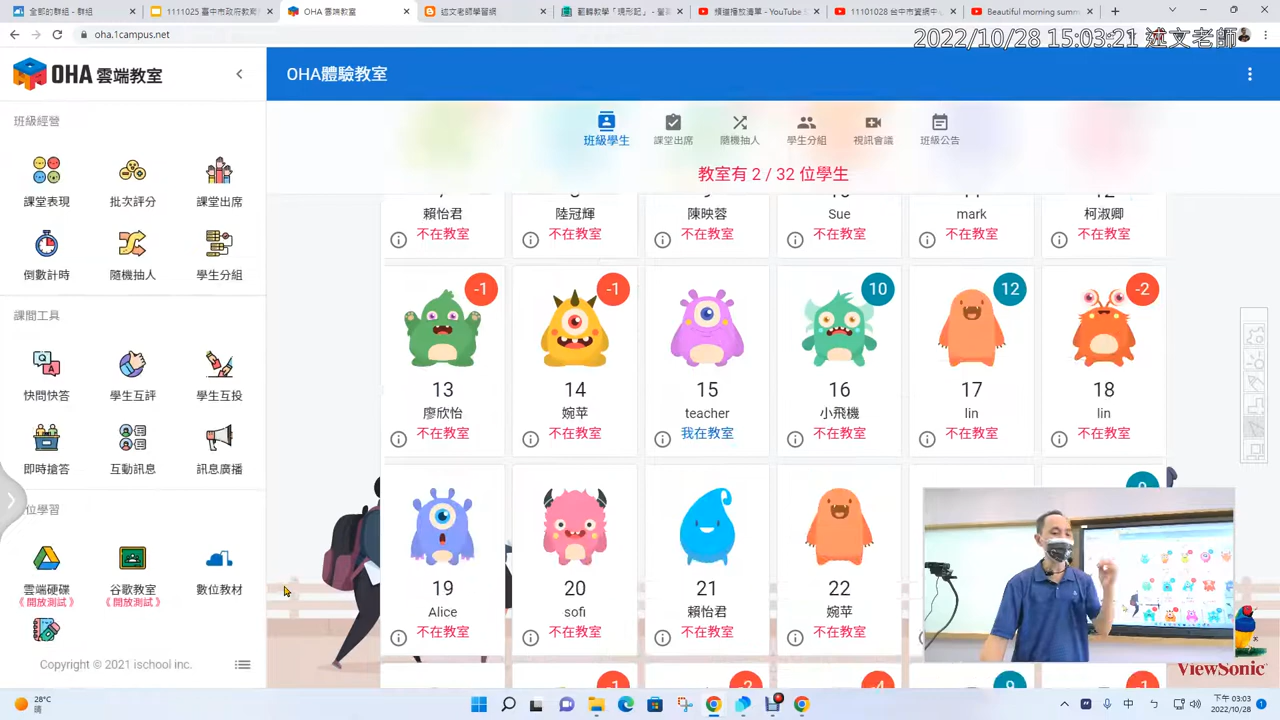 全部的群組 - 群組
1111025 臺中市政府教育
OHA 雲端教室
述文老師學習網
頻道播放清單 - YouTube S
11101028 台中市資網中
Beautiful morning summ
oha.1campus.net
2022/10/28 15:03:21 述文老師
OHA 雲端教室
OHA體驗教室
班級經營
課堂表現
批次評分
課堂出席
倒數計時
隨機抽人
學生分組
課間工具
快問快答
學生互評
學生互投
即時搶答
互動訊息
訊息廣播
位學習
雲端硬碟
《 開放測試 》
谷歌教室
《 開放測試 》
數位教材
Copyright © 2021 ischool inc.
班級學生
課堂出席
隨機抽人
學生分組
視訊會議
班級公告
教室有 2 / 32 位學生
賴怡君
不在教室
陸冠輝
不在教室
陳映蓉
不在教室
Sue
不在教室
mark
不在教室
柯淑卿
不在教室
-1
13
廖欣怡
不在教室
-1
14
婉苹
不在教室
15
teacher
我在教室
10
16
小飛機
不在教室
12
17
lin
不在教室
-2
18
lin
不在教室
19
Alice
不在教室
20
sofi
不在教室
21
賴怡君
不在教室
22
婉苹
不在教室
ViewSonic
28°C
晴
中
下午 03:03
2022/10/28